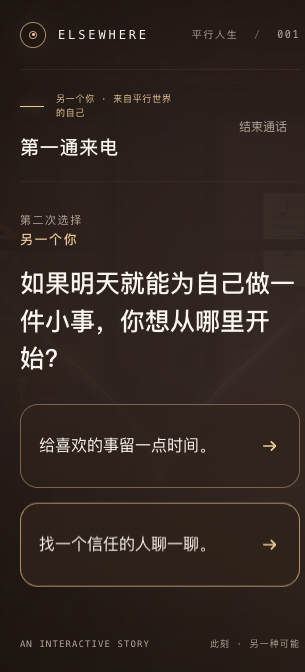 ELSEWHERE
平行人生 / 001
另一个你 · 来自平行世界
的自己
第一通来电
结束通话
第二次选择
另一个你
如果明天就能为自己做一
件小事，你想从哪里开
始？
给喜欢的事留一点时间。 →
找一个信任的人聊一聊。 →
AN INTERACTIVE STORY
此刻 · 另一种可能